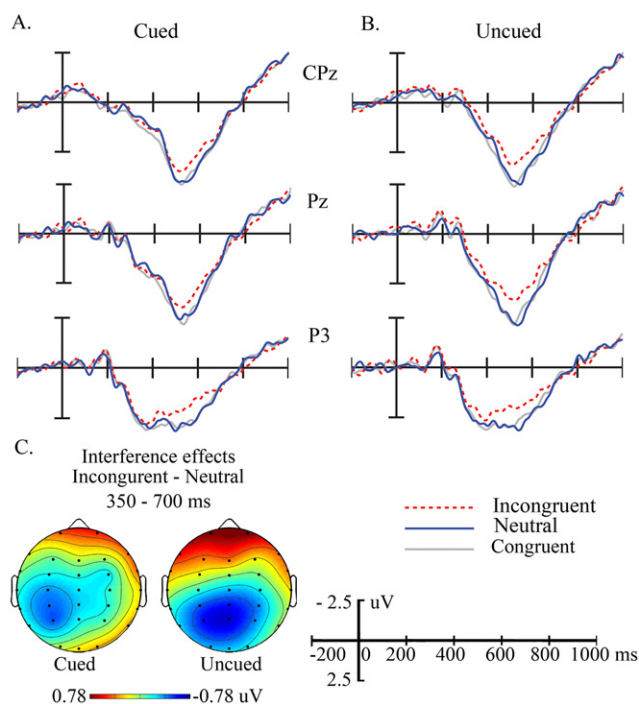 A.
Cued
B.
Uncued
CPz
Pz
P3
C.
Interference effects
Incongurent - Neutral
350 - 700 ms
Cued
Uncued
0.78
-0.78 uV
Incongruent
Neutral
Congruent
- 2.5 uV
-200 0 200 400 600 800 1000 ms
2.5